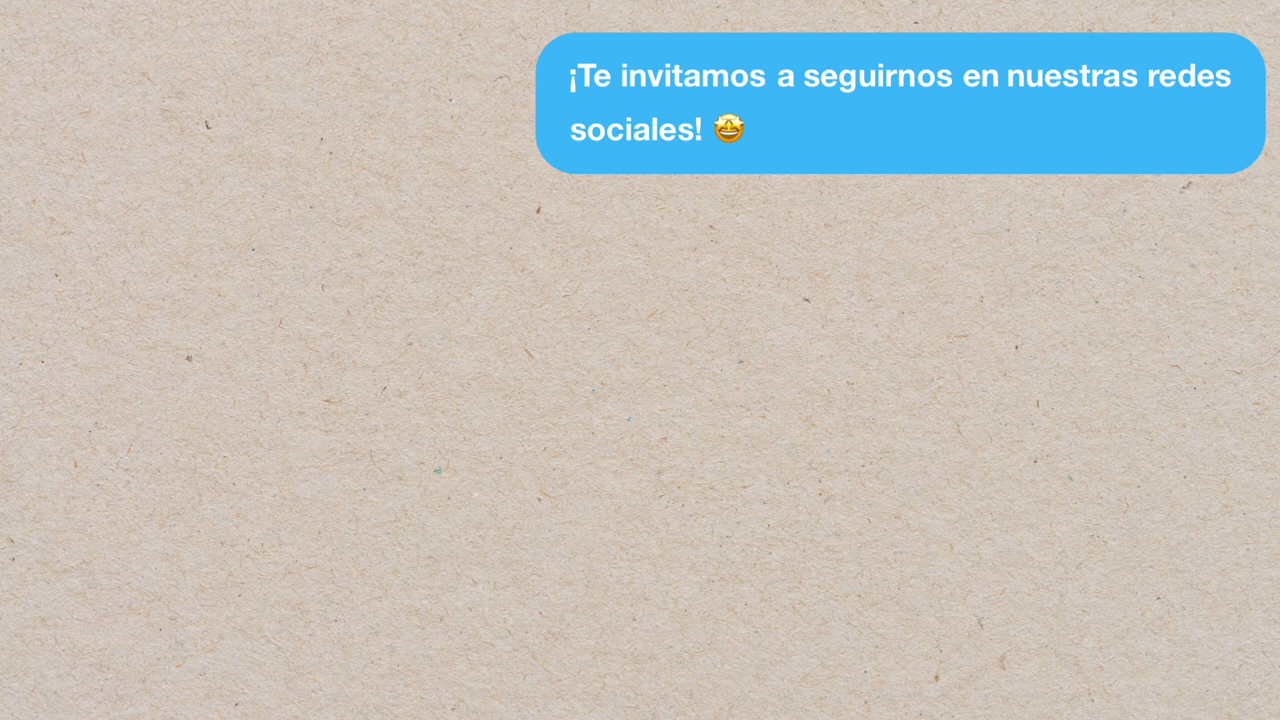 ¡Te invitamos a seguirnos en nuestras redes
sociales! 🤩